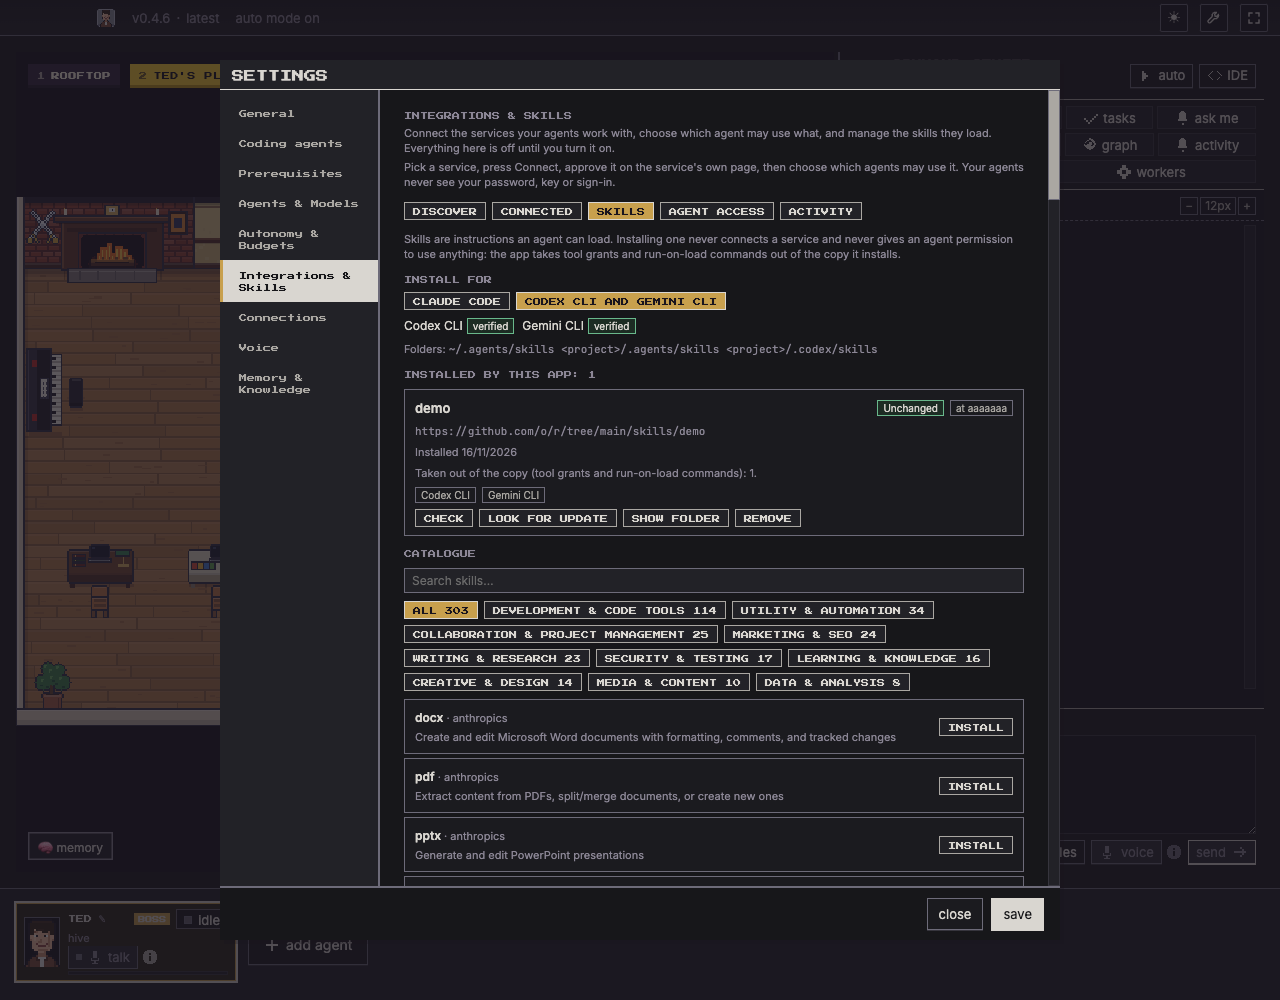 v0.4.6 · latest auto mode on
1 ROOFTOP
2 TED'S PL
auto
IDE
tasks
ask me
graph
activity
workers
12px
SETTINGS
General
Coding agents
Prerequisites
Agents & Models
Autonomy &
Budgets
Integrations &
Skills
Connections
Voice
Memory &
Knowledge
INTEGRATIONS & SKILLS
Connect the services your agents work with, choose which agent may use what, and manage the skills they load.
Everything here is off until you turn it on.
Pick a service, press Connect, approve it on the service's own page, then choose which agents may use it. Your agents
never see your password, key or sign-in.
DISCOVER CONNECTED SKILLS AGENT ACCESS ACTIVITY
Skills are instructions an agent can load. Installing one never connects a service and never gives an agent permission
to use anything: the app takes tool grants and run-on-load commands out of the copy it installs.
INSTALL FOR
CLAUDE CODE CODEX CLI AND GEMINI CLI
Codex CLI verified Gemini CLI verified
Folders: ~/.agents/skills <project>/.agents/skills <project>/.codex/skills
INSTALLED BY THIS APP: 1
demo Unchanged at aaaaaaa
https://github.com/o/r/tree/main/skills/demo
Installed 16/11/2026
Taken out of the copy (tool grants and run-on-load commands): 1.
Codex CLI Gemini CLI
CHECK LOOK FOR UPDATE SHOW FOLDER REMOVE
CATALOGUE
Search skills...
ALL 303 DEVELOPMENT & CODE TOOLS 114 UTILITY & AUTOMATION 34
COLLABORATION & PROJECT MANAGEMENT 25 MARKETING & SEO 24
WRITING & RESEARCH 23 SECURITY & TESTING 17 LEARNING & KNOWLEDGE 16
CREATIVE & DESIGN 14 MEDIA & CONTENT 10 DATA & ANALYSIS 8
docx · anthropics
Create and edit Microsoft Word documents with formatting, comments, and tracked changes
INSTALL
pdf · anthropics
Extract content from PDFs, split/merge documents, or create new ones
INSTALL
pptx · anthropics
Generate and edit PowerPoint presentations
INSTALL
close save
memory
les
voice
send
TED BOSS idle
hive
talk
+ add agent